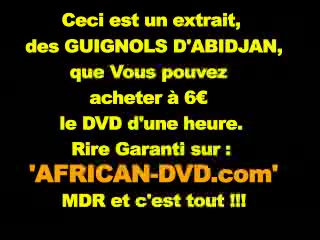 Ceci est un extrait,
des GUIGNOLS D'ABIDJAN,
que Vous pouvez
acheter à 6€
le DVD d'une heure.
Rire Garanti sur :
'AFRICAN-DVD.com'
MDR et c'est tout !!!